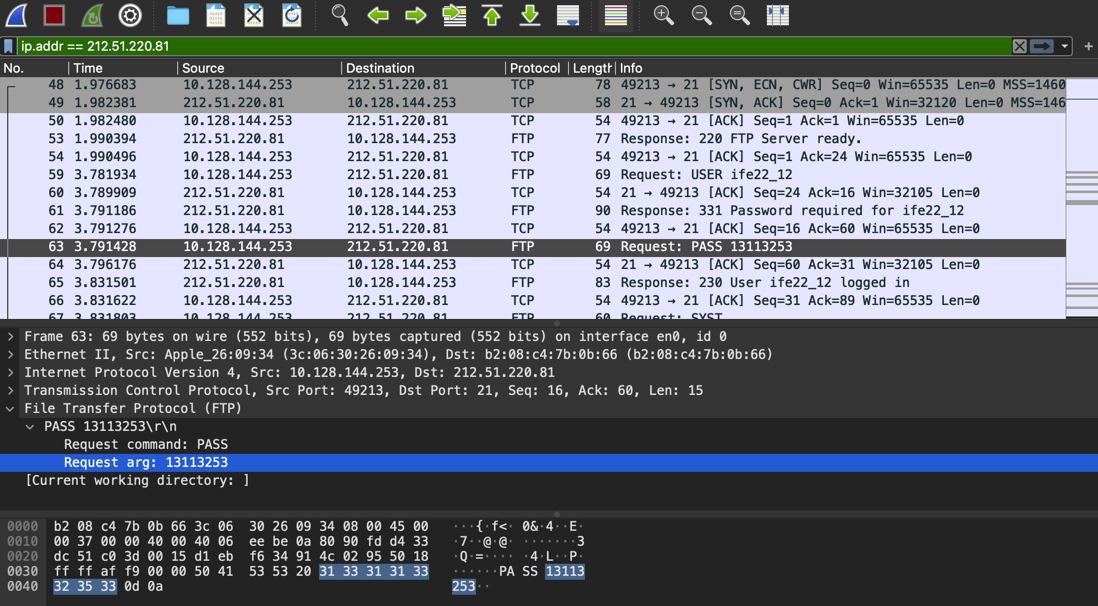 ip.addr == 212.51.220.81
No. Time Source Destination Protocol Length Info
48 1.976683 10.128.144.253 212.51.220.81 TCP 78 49213 → 21 [SYN, ECN, CWR] Seq=0 Win=65535 Len=0 MSS=1460
49 1.982381 212.51.220.81 10.128.144.253 TCP 58 21 → 49213 [SYN, ACK] Seq=0 Ack=1 Win=32120 Len=0 MSS=146
50 1.982480 10.128.144.253 212.51.220.81 TCP 54 49213 → 21 [ACK] Seq=1 Ack=1 Win=65535 Len=0
53 1.990394 212.51.220.81 10.128.144.253 FTP 77 Response: 220 FTP Server ready.
54 1.990496 10.128.144.253 212.51.220.81 TCP 54 49213 → 21 [ACK] Seq=1 Ack=24 Win=65535 Len=0
59 3.781934 10.128.144.253 212.51.220.81 FTP 69 Request: USER ife22_12
60 3.789909 212.51.220.81 10.128.144.253 TCP 54 21 → 49213 [ACK] Seq=24 Ack=16 Win=32105 Len=0
61 3.791186 212.51.220.81 10.128.144.253 FTP 90 Response: 331 Password required for ife22_12
62 3.791276 10.128.144.253 212.51.220.81 TCP 54 49213 → 21 [ACK] Seq=16 Ack=60 Win=65535 Len=0
63 3.791428 10.128.144.253 212.51.220.81 FTP 69 Request: PASS 13113253
64 3.796176 212.51.220.81 10.128.144.253 TCP 54 21 → 49213 [ACK] Seq=60 Ack=31 Win=32105 Len=0
65 3.831501 212.51.220.81 10.128.144.253 FTP 83 Response: 230 User ife22_12 logged in
66 3.831622 10.128.144.253 212.51.220.81 TCP 54 49213 → 21 [ACK] Seq=31 Ack=89 Win=65535 Len=0
67 3.831803 10.128.144.253 212.51.220.81 FTP 60 Request: SYST
Frame 63: 69 bytes on wire (552 bits), 69 bytes captured (552 bits) on interface en0, id 0
Ethernet II, Src: Apple_26:09:34 (3c:06:30:26:09:34), Dst: b2:08:c4:7b:0b:66 (b2:08:c4:7b:0b:66)
Internet Protocol Version 4, Src: 10.128.144.253, Dst: 212.51.220.81
Transmission Control Protocol, Src Port: 49213, Dst Port: 21, Seq: 16, Ack: 60, Len: 15
File Transfer Protocol (FTP)
PASS 13113253\r\n
Request command: PASS
Request arg: 13113253
[Current working directory: ]
0000 b2 08 c4 7b 0b 66 3c 06 30 26 09 34 08 00 45 00 ···{·f<· 0&·4··E·
0010 00 37 00 00 40 00 40 06 ee be 0a 80 90 fd d4 33 ·7··@·@· ·······3
0020 dc 51 c0 3d 00 15 d1 eb f6 34 91 4c 02 95 50 18 ·Q·=···· ·4·L··P·
0030 ff ff af f9 00 00 50 41 53 53 20 31 33 31 31 33 ······PA SS 13113
0040 32 35 33 0d 0a 253··